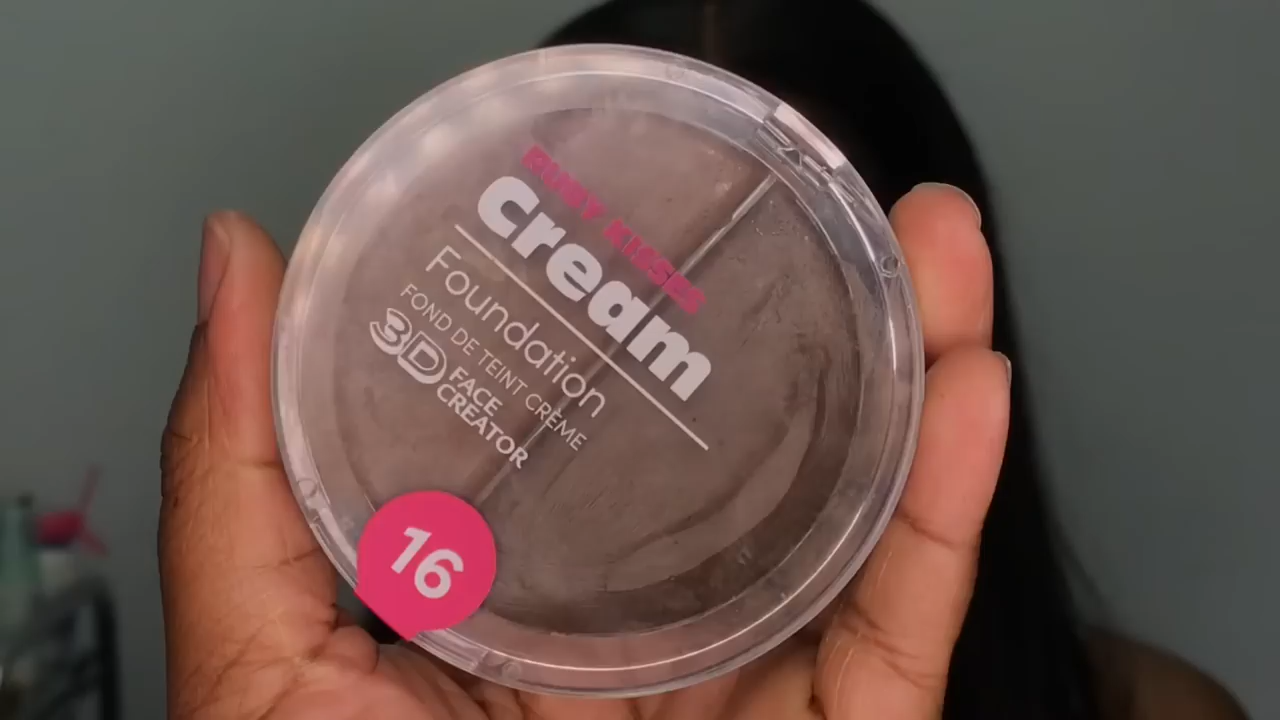 RUBY KISSES
cream
Foundation
FOND DE TEINT CRÈME
3D FACE
CREATOR
16